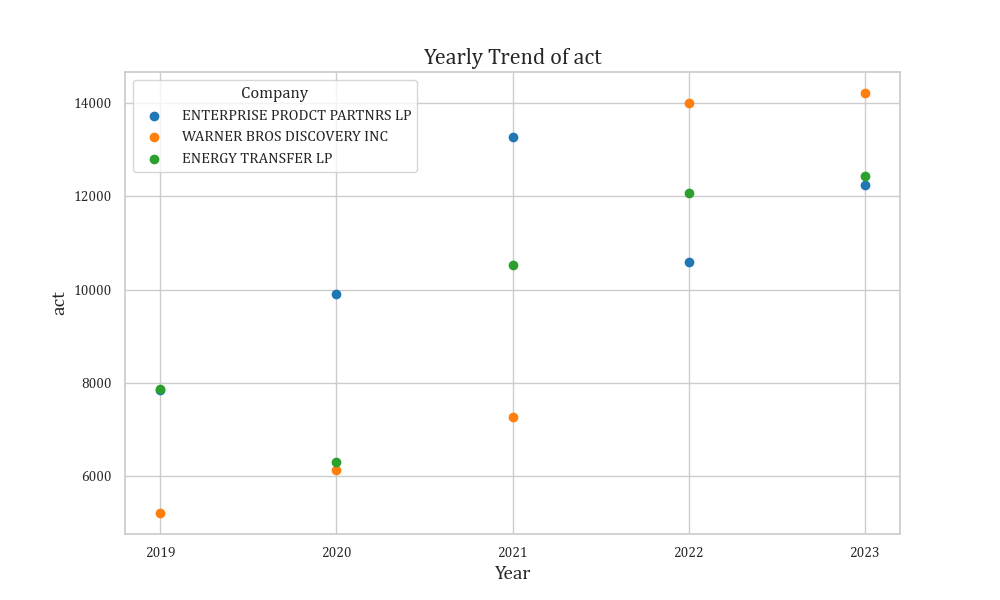 Yearly Trend of act
Company
ENTERPRISE PRODCT PARTNRS LP
WARNER BROS DISCOVERY INC
ENERGY TRANSFER LP
14000
12000
10000
8000
6000
act
2019 2020 2021 2022 2023
Year